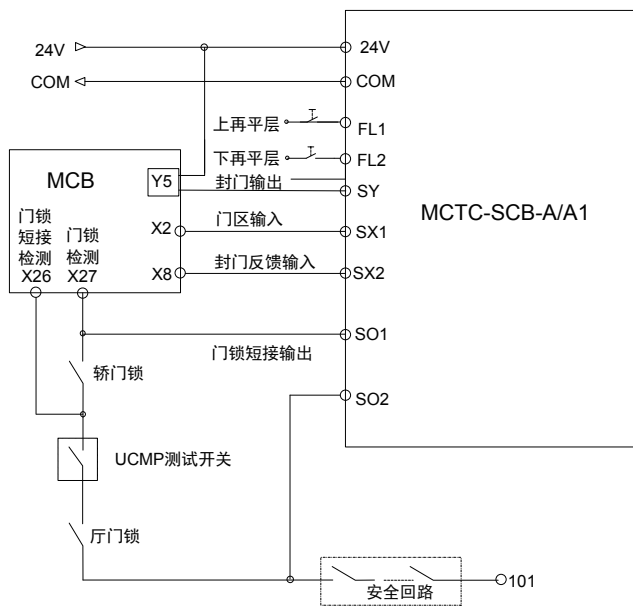 24V
24V
COM
COM
上再平层
FL1
下再平层
FL2
MCB
Y5
封门输出
SY
MCTC-SCB-A/A1
门锁
短接
检测
X26
门锁
检测
X27
X2
门区输入
SX1
X8
封门反馈输入
SX2
门锁短接输出
SO1
轿门锁
SO2
UCMP测试开关
厅门锁
安全回路
101